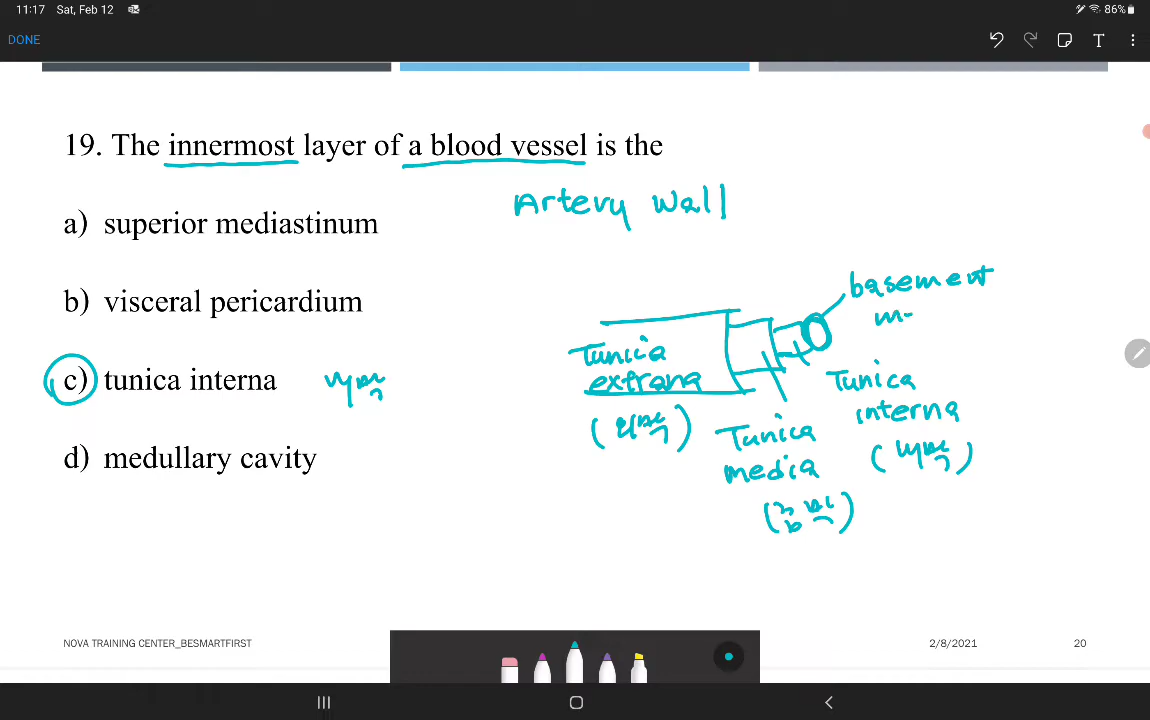 11:17 Sat, Feb 12 86%
DONE
19. The innermost layer of a blood vessel is the
Artery Wall
a) superior mediastinum
b) visceral pericardium
c) tunica interna
d) medullary cavity
basement
m-
Tunica
extrana
Tunica
media
Tunica
interna
NOVA TRAINING CENTER_BESMARTFIRST 2/8/2021 20